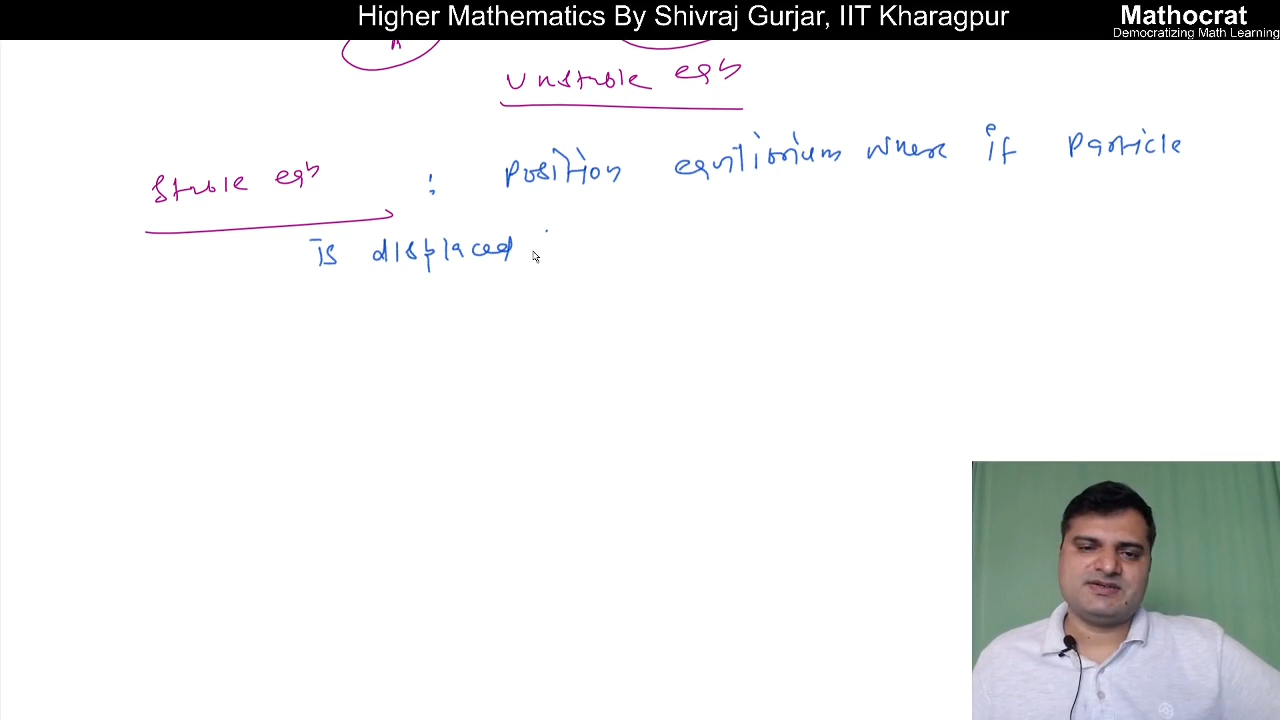 Higher Mathematics By Shivraj Gurjar, IIT Kharagpur
Mathocrat
Democratizing Math Learning
A
Unstable eqb
Stable eqb : Position equilibrium where if particle
is displaced